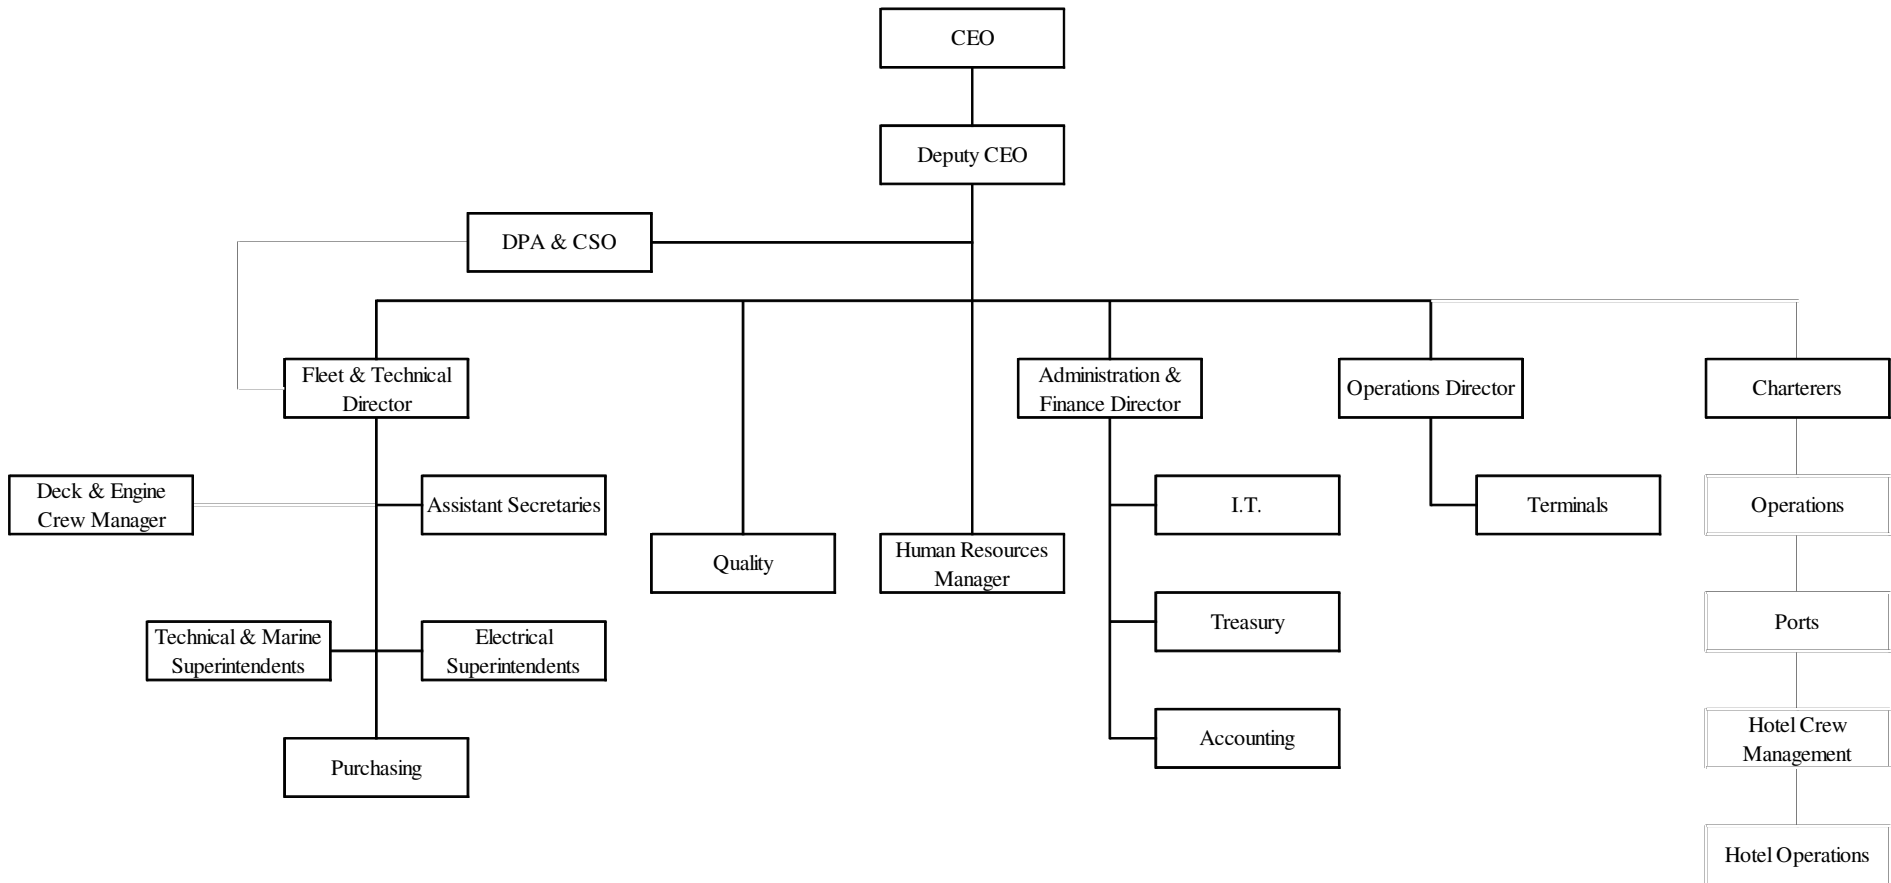 CEO
Deputy CEO
DPA & CSO
Fleet & Technical
Director
Administration &
Finance Director
Operations Director
Charterers
Deck & Engine
Crew Manager
Assistant Secretaries
I.T.
Terminals
Operations
Quality
Human Resources
Manager
Technical & Marine
Superintendents
Electrical
Superintendents
Treasury
Ports
Purchasing
Accounting
Hotel Crew
Management
Hotel Operations